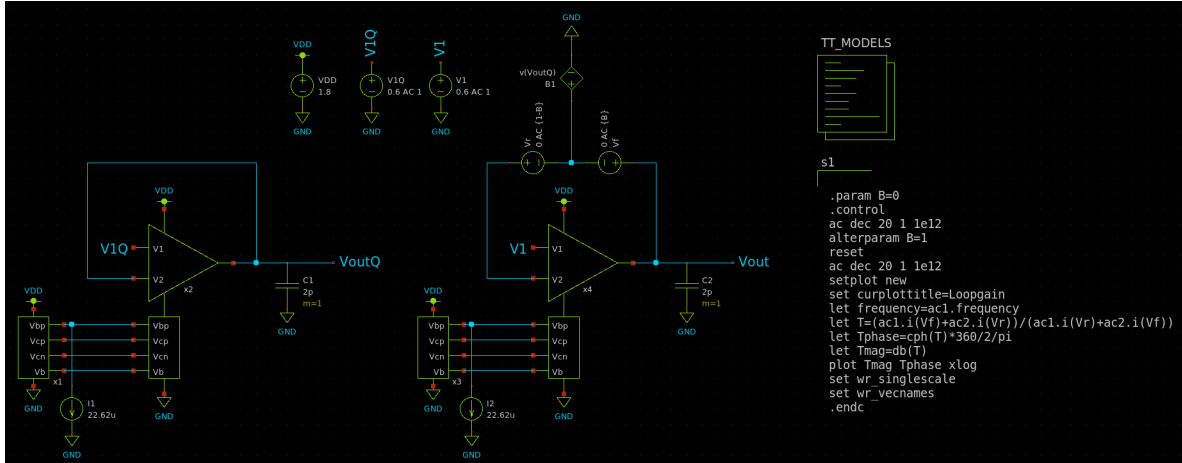 GND
V1Q
V1
TT_MODELS
VDD
v(VoutQ)
B1
VDD
1.8
V1Q
0.6 AC 1
V1
0.6 AC 1
GND
GND
GND
Vr
0 AC {1-B}
0 AC {B}
Vf
s1
VDD
V1Q
V1
V2
x2
VoutQ
C1
2p
m=1
GND
VDD
Vbp
Vcp
Vcn
Vb
x1
GND
Vbp
Vcp
Vcn
Vb
GND
I1
22.62u
GND
VDD
V1
V1
V2
x4
Vout
C2
2p
m=1
GND
VDD
Vbp
Vcp
Vcn
Vb
x3
GND
Vbp
Vcp
Vcn
Vb
GND
I2
22.62u
GND
.param B=0
.control
ac dec 20 1 1e12
alterparam B=1
reset
ac dec 20 1 1e12
setplot new
set curplottitle=Loopgain
let frequency=ac1.frequency
let T=(ac1.i(Vf)+ac2.i(Vr))/(ac1.i(Vr)+ac2.i(Vf))
let Tphase=cph(T)*360/2/pi
let Tmag=db(T)
plot Tmag Tphase xlog
set wr_singlescale
set wr_vecnames
.endc